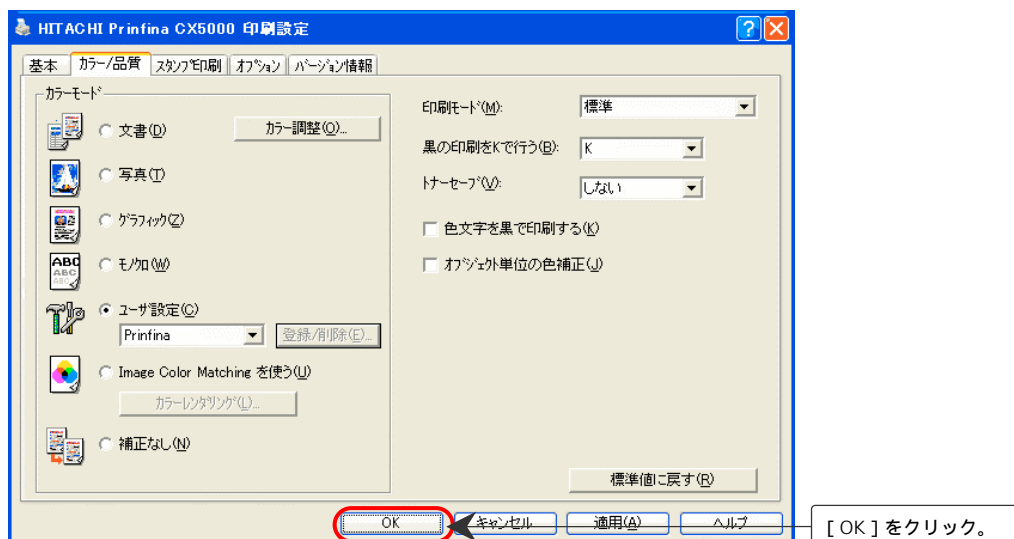 HITACHI Prinfina CX5000 印刷設定
基本 カラー/品質 スタンプ印刷 オプション バージョン情報
カラーモード
文書(D)
カラー調整(O)...
写真(T)
グラフィック(Z)
モノクロ(W)
ユーザ設定(C)
Prinfina
登録/削除(E)...
Image Color Matching を使う(U)
カラーレンダリング(L)...
補正なし(N)
印刷モード(M): 標準
黒の印刷をKで行う(B): K
トナーセーブ(V): しない
色文字を黒で印刷する(K)
オブジェクト単位の色補正(J)
標準値に戻す(R)
OK キャンセル 適用(A) ヘルプ
[ OK ] をクリック。
ABC
ABC
ABC